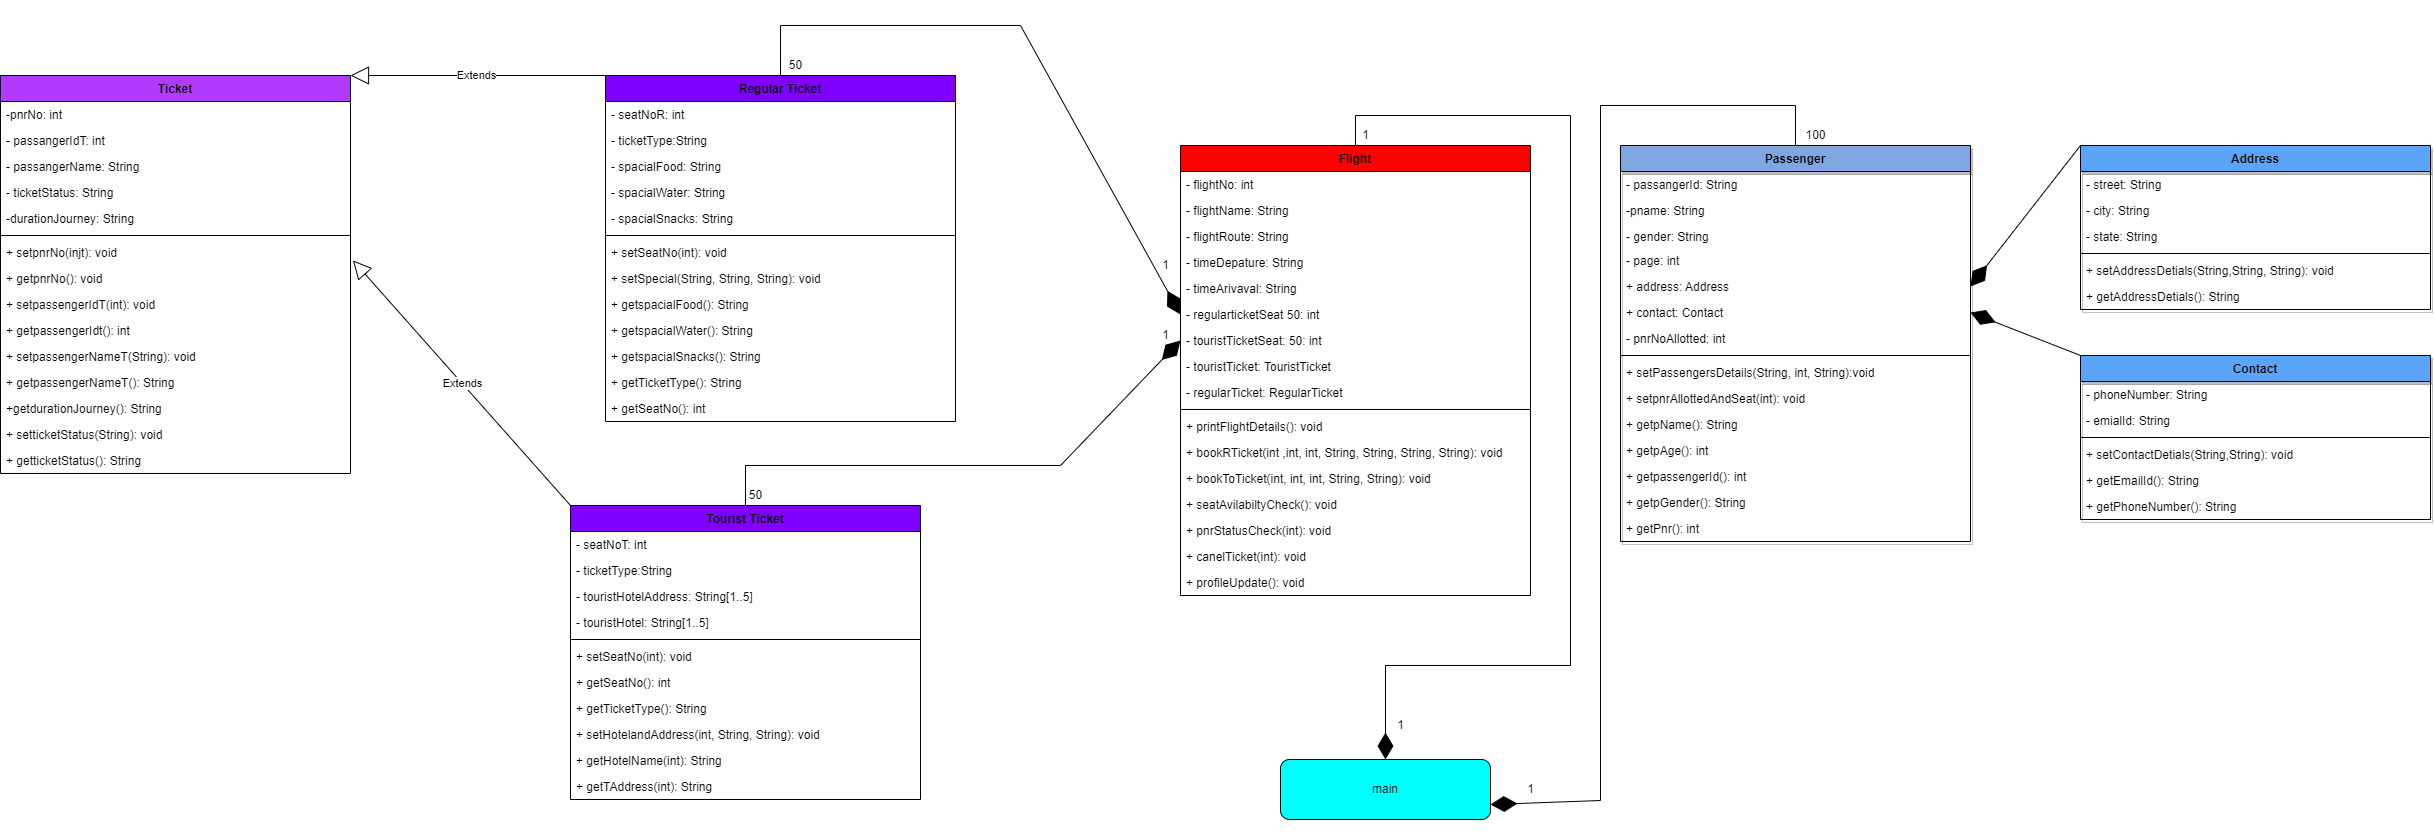 Ticket
-pnrNo: int
- passangerIdT: int
- passangerName: String
- ticketStatus: String
-durationJourney: String
+ setpnrNo(injt): void
+ getpnrNo(): void
+ setpassengerIdT(int): void
+ getpassengerIdt(): int
+ setpassengerNameT(String): void
+ getpassengerNameT(): String
+getdurationJourney(): String
+ setticketStatus(String): void
+ getticketStatus(): String
Extends
Extends
50
Regular Ticket
- seatNoR: int
- ticketType:String
- spacialFood: String
- spacialWater: String
- spacialSnacks: String
+ setSeatNo(int): void
+ setSpecial(String, String, String): void
+ getspacialFood(): String
+ getspacialWater(): String
+ getspacialSnacks(): String
+ getTicketType(): String
+ getSeatNo(): int
50
Tourist Ticket
- seatNoT: int
- ticketType:String
- touristHotelAddress: String[1..5]
- touristHotel: String[1..5]
+ setSeatNo(int): void
+ getSeatNo(): int
+ getTicketType(): String
+ setHotelandAddress(int, String, String): void
+ getHotelName(int): String
+ getTAddress(int): String
1
1
1
Flight
- flightNo: int
- flightName: String
- flightRoute: String
- timeDepature: String
- timeArivaval: String
- regularticketSeat 50: int
- touristTicketSeat: 50: int
- touristTicket: TouristTicket
- regularTicket: RegularTicket
+ printFlightDetails(): void
+ bookRTicket(int ,int, int, String, String, String, String): void
+ bookToTicket(int, int, int, String, String): void
+ seatAvilabiltyCheck(): void
+ pnrStatusCheck(int): void
+ canelTicket(int): void
+ profileUpdate(): void
1
main
1
100
Passenger
- passangerId: String
-pname: String
- gender: String
- page: int
+ address: Address
+ contact: Contact
- pnrNoAllotted: int
+ setPassengersDetails(String, int, String):void
+ setpnrAllottedAndSeat(int): void
+ getpName(): String
+ getpAge(): int
+ getpassengerId(): int
+ getpGender(): String
+ getPnr(): int
Address
- street: String
- city: String
- state: String
+ setAddressDetials(String,String, String): void
+ getAddressDetials(): String
Contact
- phoneNumber: String
- emialId: String
+ setContactDetials(String,String): void
+ getEmailId(): String
+ getPhoneNumber(): String